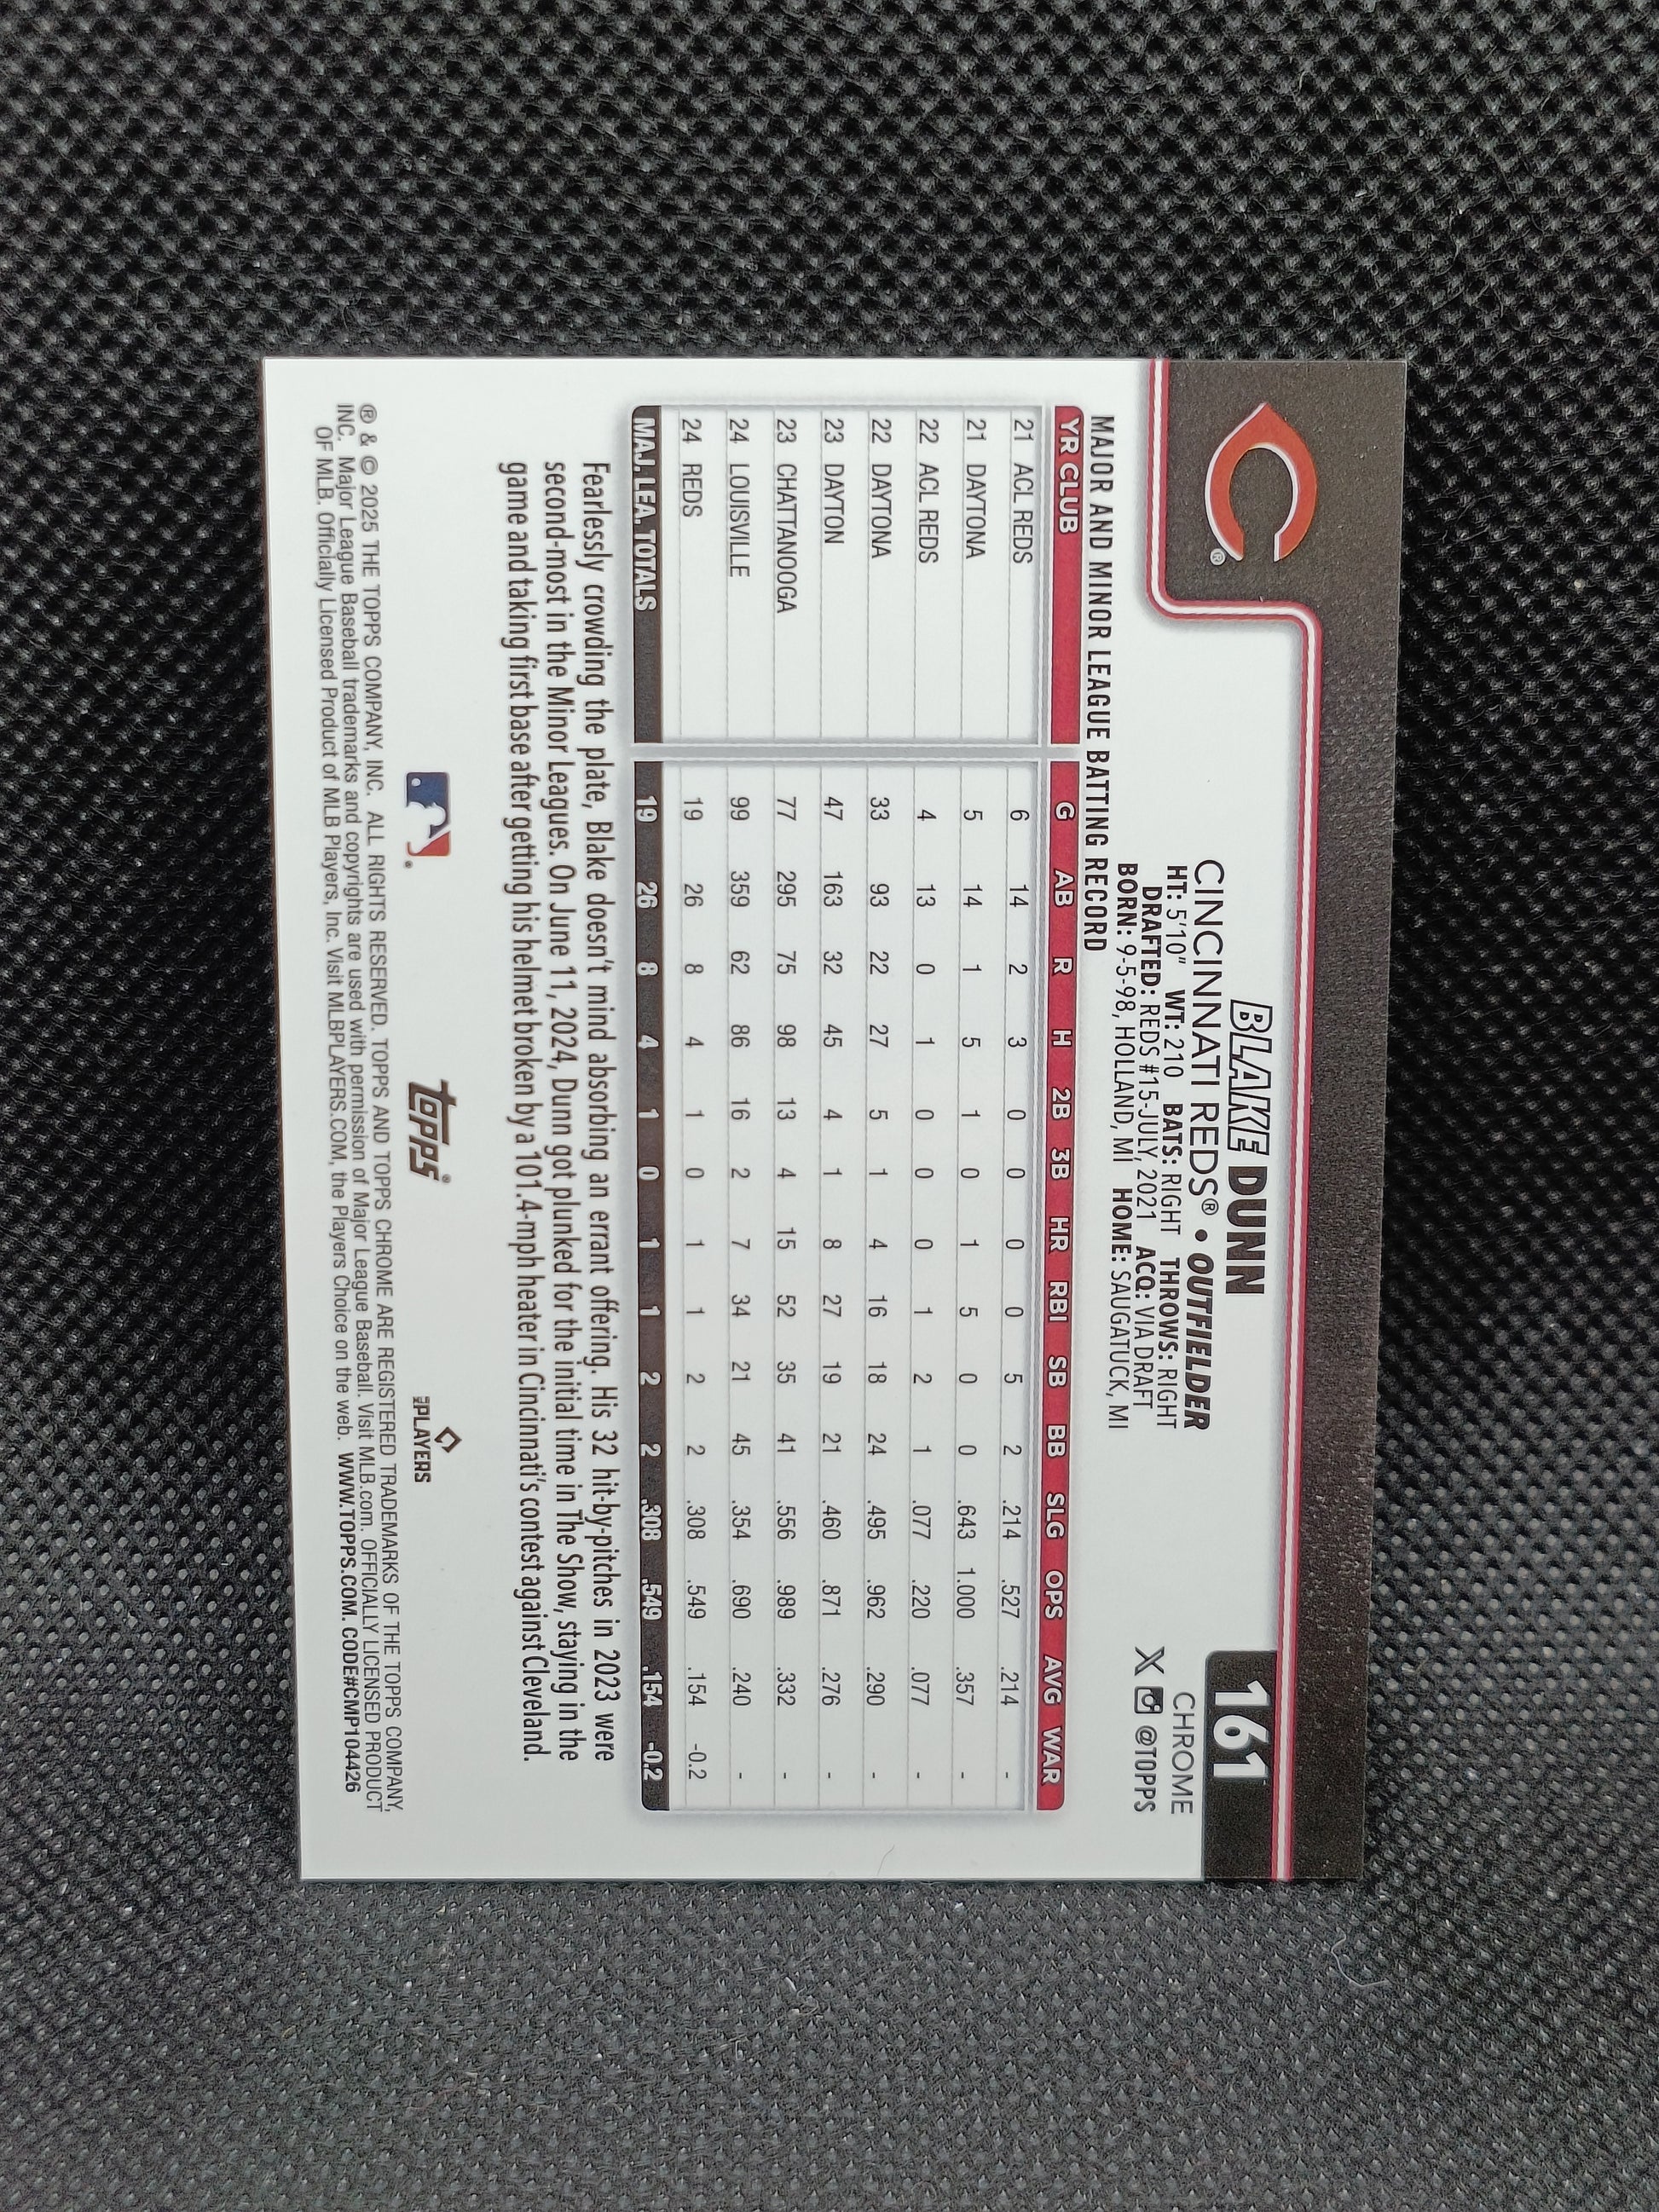 161
BLAKE DUNN
CINCINNATI REDS® • OUTFIELDER
CHROME
HT: 5'10" WT: 210 BATS: RIGHT THROWS: RIGHT
DRAFTED: REDS #15-JULY, 2021 ACQ: VIA DRAFT
@TOPPS
BORN: 9-5-98, HOLLAND, MI HOME: SAUGATUCK, MI
MAJOR AND MINOR LEAGUE BATTING RECORD
YR CLUB G AB R H 2B 3B HR RBI SB BB SLG OPS AVG WAR
21 ACL REDS 6 14 2 3 0 0 0 0 5 2 .214 .527 .214 -
21 DAYTONA 5 14 1 5 1 0 1 5 0 0 .643 1.000 .357 -
22 ACL REDS 4 13 0 1 0 0 0 1 2 1 .077 .220 .077 -
22 DAYTONA 33 93 22 27 5 1 4 16 18 24 .495 .962 .290 -
23 DAYTON 47 163 32 45 4 1 8 27 19 21 .460 .871 .276 -
23 CHATTANOOGA 77 295 75 98 13 4 15 52 35 41 .556 .989 .332 -
24 LOUISVILLE 99 359 62 86 16 2 7 34 21 45 .354 .690 .240 -
24 REDS 19 26 8 4 1 0 1 1 2 2 .308 .549 .154 -0.2
MAJ. LEA. TOTALS 19 26 8 4 1 0 1 1 2 2 .308 .549 .154 -0.2
Fearlessly crowding the plate, Blake doesn't mind absorbing an errant offering. His 32 hit-by-pitches in 2023 were
second-most in the Minor Leagues. On June 11, 2024, Dunn got plunked for the initial time in The Show, staying in the
game and taking first base after getting his helmet broken by a 101.4-mph heater in Cincinnati's contest against Cleveland.
topps®
PLAYERS
® & © 2025 THE TOPPS COMPANY, INC. ALL RIGHTS RESERVED. TOPPS AND TOPPS CHROME ARE REGISTERED TRADEMARKS OF THE TOPPS COMPANY,
INC. Major League Baseball trademarks and copyrights are used with permission of Major League Baseball. Visit MLB.com. OFFICIALLY LICENSED PRODUCT
OF MLB. Officially Licensed Product of MLB Players, Inc. Visit MLBPLAYERS.COM, the Players Choice on the web. WWW.TOPPS.COM. CODE#CMP104426